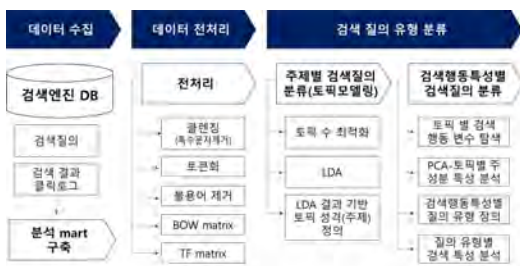 데이터 수집
데이터 전처리
검색 질의 유형 분류
검색엔진 DB
검색질의
검색 결과
클릭로그
분석 mart
구축
전처리
클렌징
(특수문자제거)
토큰화
불용어 제거
BOW matrix
TF matrix
주제별 검색질의
분류(토픽모델링)
토픽 수 최적화
LDA
LDA 결과 기반
토픽 성격(주제)
정의
검색행동특성별
검색질의 분류
토픽 별 검색
행동 변수 탐색
PCA-토픽별 주
성분 특성 분석
검색행동특성별
질의 유형 정의
질의 유형별
검색 특성 분석